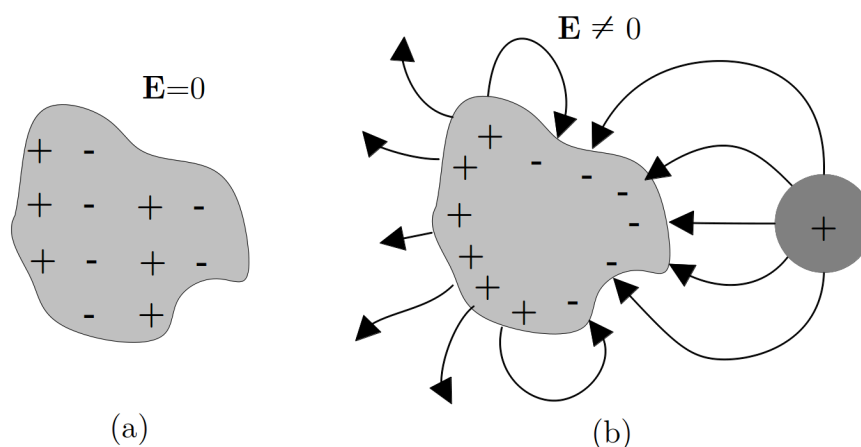 E=0
+ -
+ - + -
+ - + -
- +
(a)
E ≠ 0
+
+ -
-
-
+ -
+
+ -
+ -
+
+
(b)